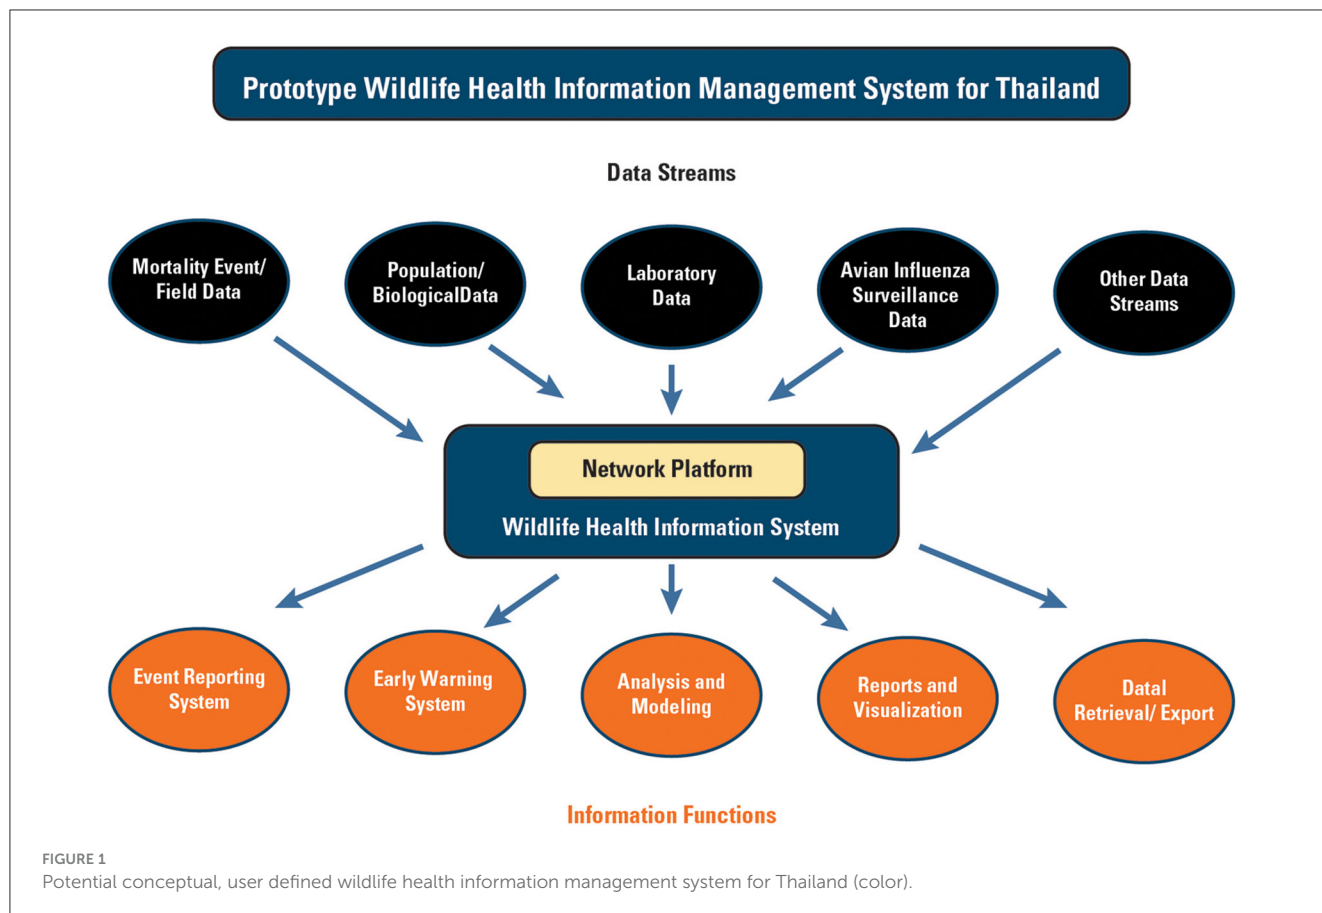 Prototype Wildlife Health Information Management System for Thailand
Data Streams
Mortality Event/
Field Data
Population/
BiologicalData
Laboratory
Data
Avian Influenza
Surveillance
Data
Other Data
Streams
Network Platform
Wildlife Health Information System
Event Reporting
System
Early Warning
System
Analysis and
Modeling
Reports and
Visualization
Datal
Retrieval/ Export
Information Functions
FIGURE 1
Potential conceptual, user defined wildlife health information management system for Thailand (color).